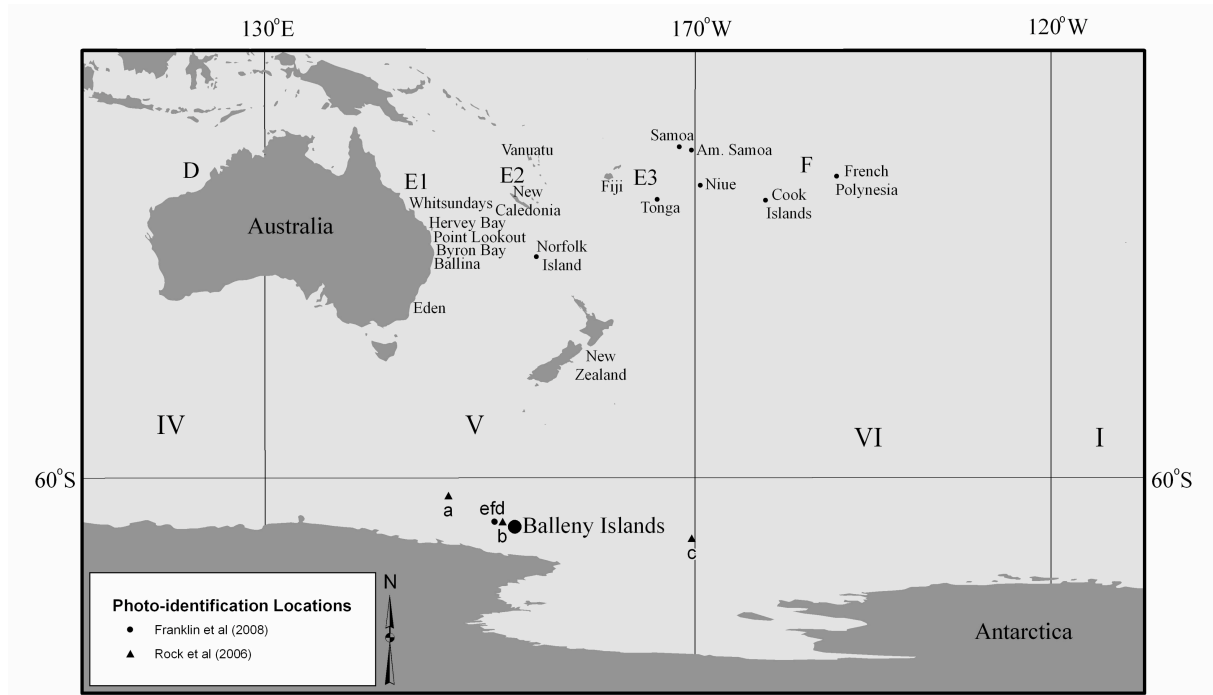 130°E
170°W
120°W
Samoa
Am. Samoa
Vanuatu
D
E1
E2
Fiji
E3
F
French
Polynesia
Niue
New
Caledonia
Whitsundays
Tonga
Cook
Islands
Australia
Hervey Bay
Point Lookout
Byron Bay
Ballina
Norfolk
Island
Eden
New
Zealand
IV
V
VI
I
60°S
60°S
a
efd
b
Balleny Islands
c
N
Photo-identification Locations
Franklin et al (2008)
Rock et al (2006)
Antarctica